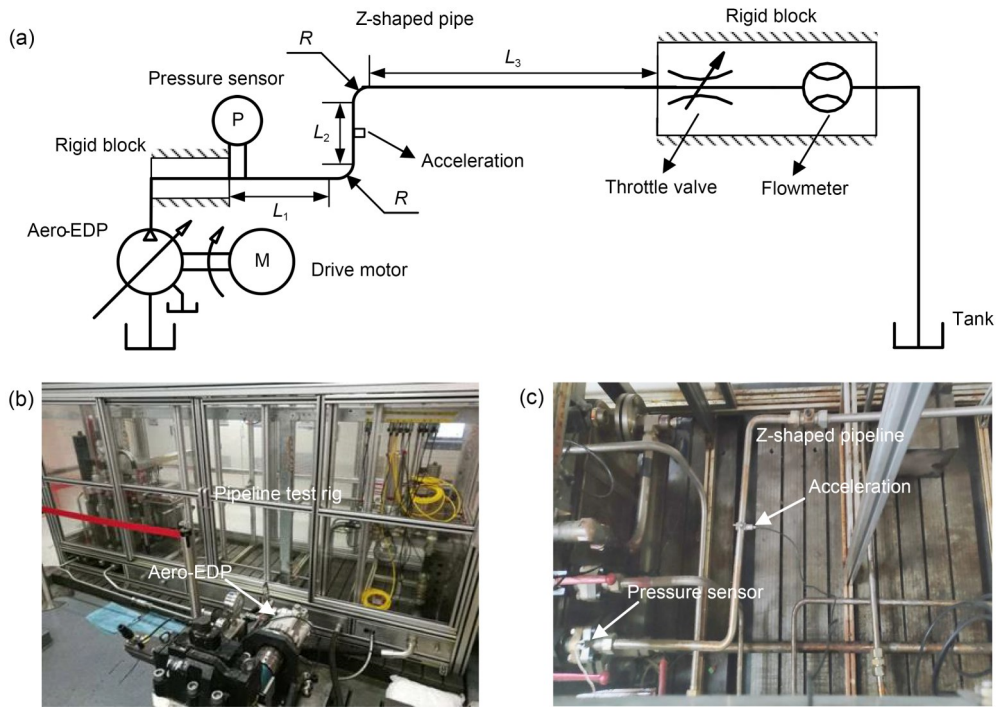 (a)
Z-shaped pipe
Rigid block
R
L3
Pressure sensor
P
L2
Rigid block
Acceleration
Throttle valve
Flowmeter
L1
R
Aero-EDP
M
Drive motor
Tank
(b)
Pipeline test rig
Aero-EDP
(c)
Z-shaped pipeline
Acceleration
Pressure sensor